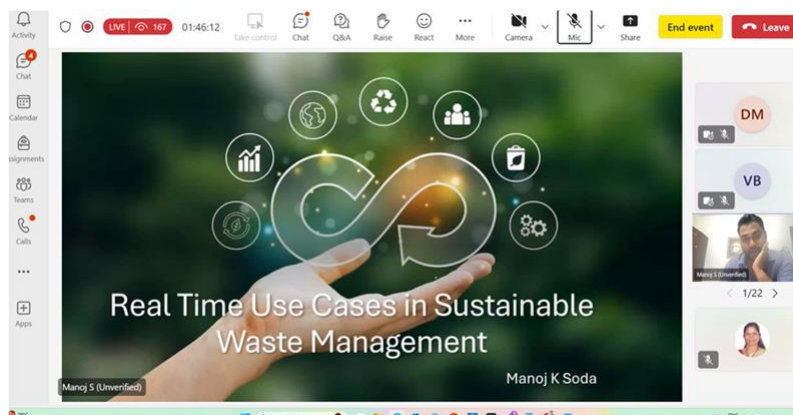 Activity
4
Chat
Calendar
Assignments
Teams
Calls
Apps
LIVE 167 01:46:12
Take control
Chat
Q&A
Raise
React
More
Camera
Mic
Share
End event
Leave
Real Time Use Cases in Sustainable
Waste Management
Manoj K Soda
Manoj S (Unverified)
DM
VB
Manoj S (Unverified)
1/22